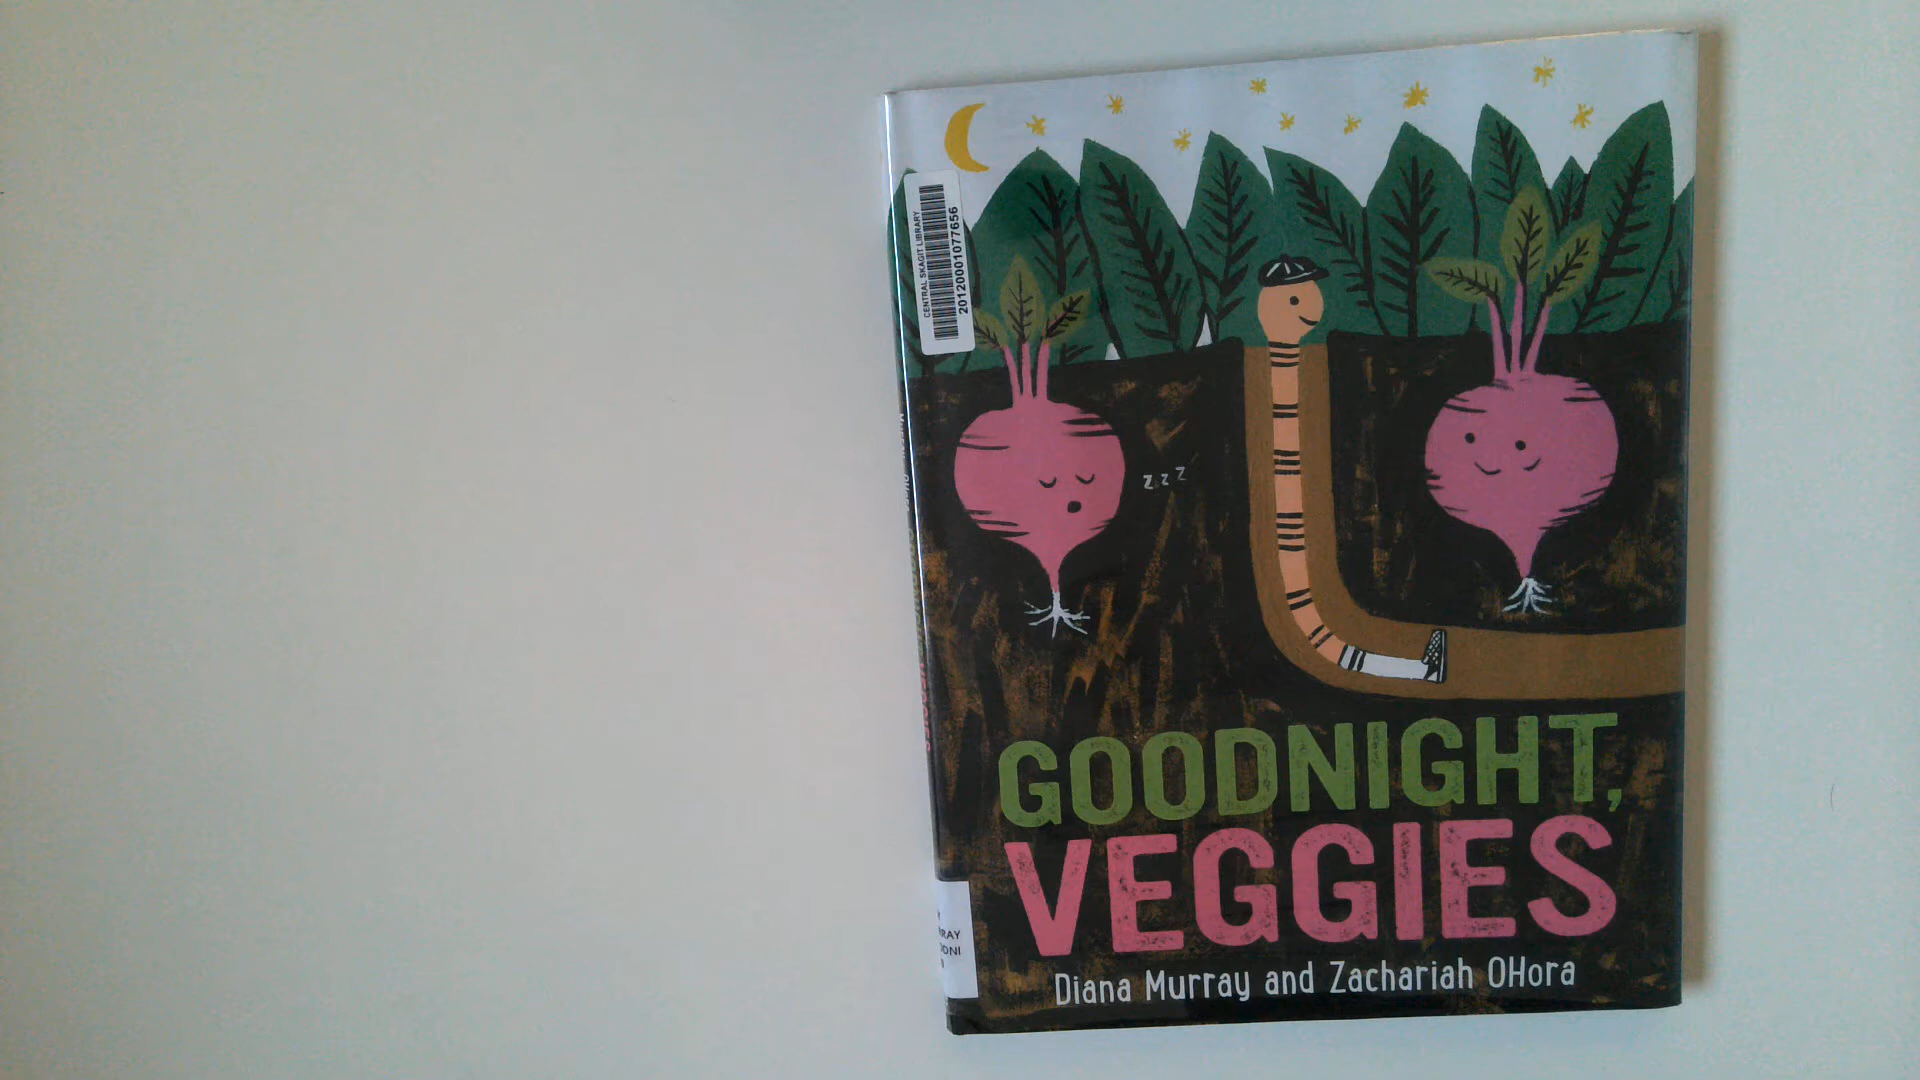 CENTRAL SKAGIT LIBRARY
20120001077656
z z z
GOODNIGHT,
VEGGIES
Diana Murray and Zachariah OHora